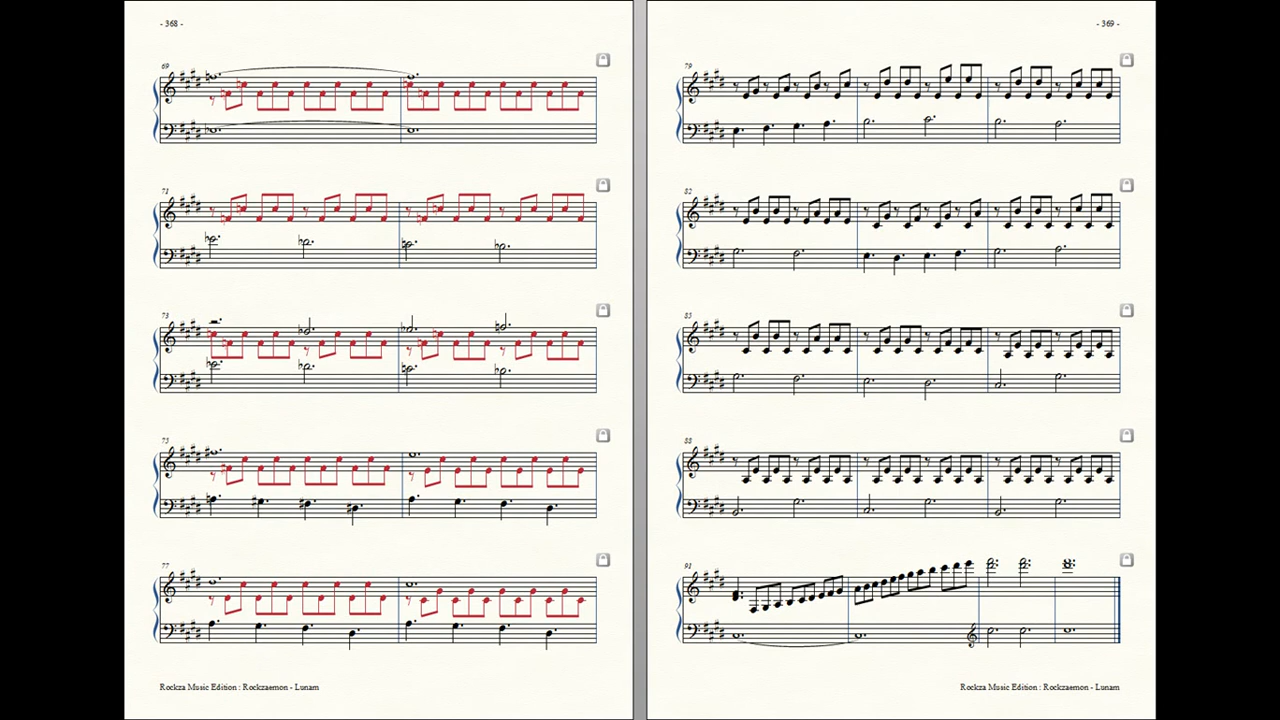 - 368 -
69
71
73
75
77
Rockza Music Edition : Rockzaemon - Lunam
- 369 -
79
82
85
88
91
Rockza Music Edition : Rockzaemon - Lunam